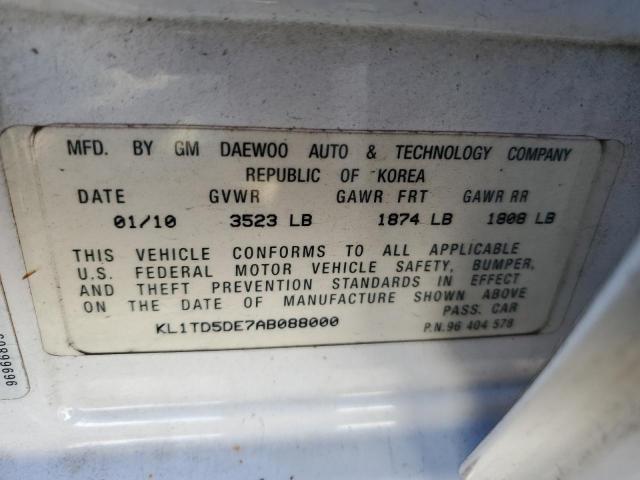 MFD. BY GM DAEWOO AUTO & TECHNOLOGY COMPANY
REPUBLIC OF KOREA
DATE GVWR GAWR FRT GAWR RR
01/10 3523 LB 1874 LB 1808 LB
THIS VEHICLE CONFORMS TO ALL APPLICABLE
U.S. FEDERAL MOTOR VEHICLE SAFETY, BUMPER,
AND THEFT PREVENTION STANDARDS IN EFFECT
ON THE DATE OF MANUFACTURE SHOWN ABOVE
PASS. CAR
KL1TD5DE7AB088000
P.N.96 404 578